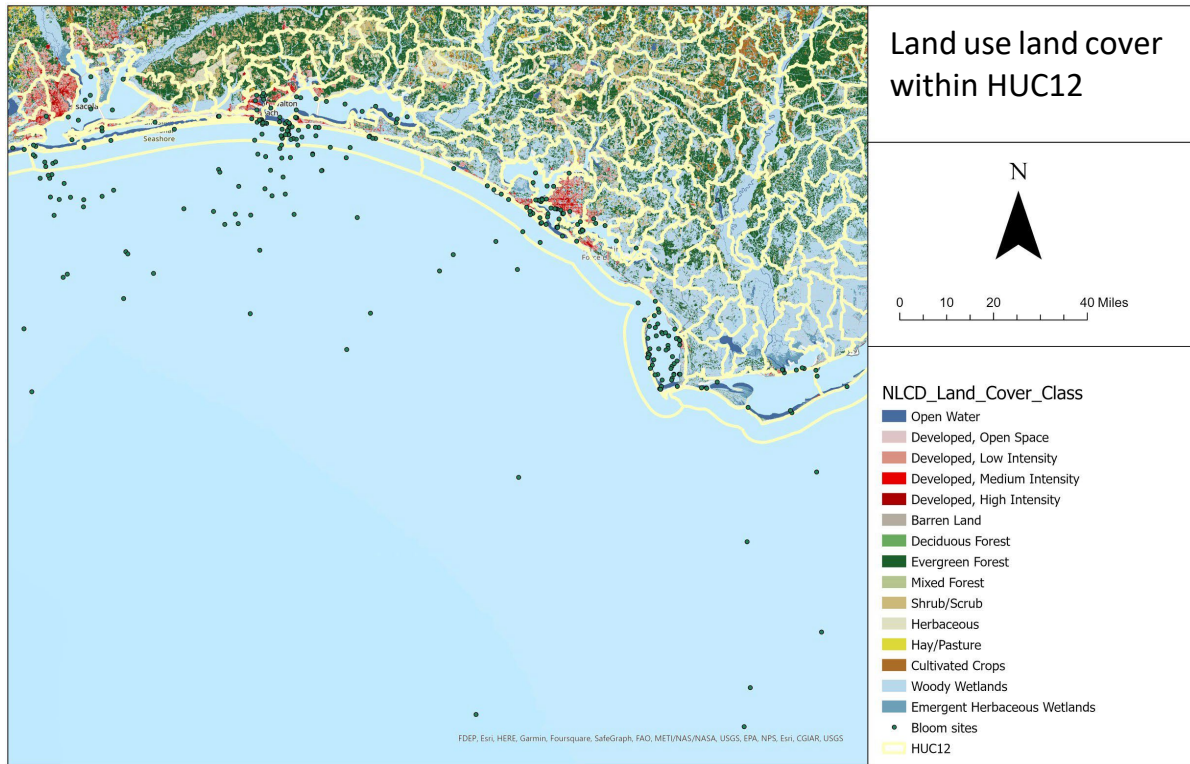 Land use land cover
within HUC12
N
0 10 20 40 Miles
NLCD_Land_Cover_Class
Open Water
Developed, Open Space
Developed, Low Intensity
Developed, Medium Intensity
Developed, High Intensity
Barren Land
Deciduous Forest
Evergreen Forest
Mixed Forest
Shrub/Scrub
Herbaceous
Hay/Pasture
Cultivated Crops
Woody Wetlands
Emergent Herbaceous Wetlands
Bloom sites
HUC12
Seashore
FDEP, Esri, HERE, Garmin, Foursquare, SafeGraph, FAO, METI/NAS/NASA, USGS, EPA, NPS, Esri, CGIAR, USGS